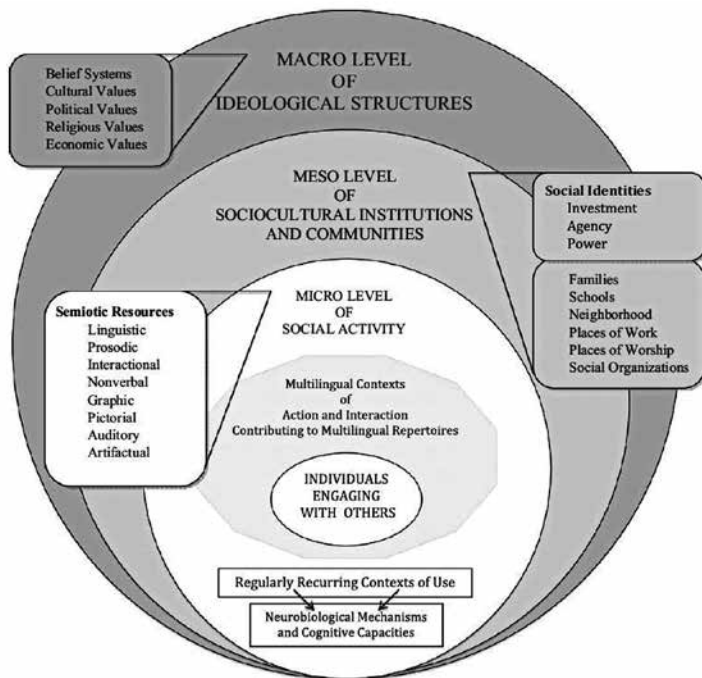 MACRO LEVEL
OF
IDEOLOGICAL STRUCTURES
Belief Systems
Cultural Values
Political Values
Religious Values
Economic Values
MESO LEVEL
OF
SOCIOCULTURAL INSTITUTIONS
AND COMMUNITIES
Social Identities
Investment
Agency
Power
Families
Schools
Neighborhood
Places of Work
Places of Worship
Social Organizations
MICRO LEVEL
OF
SOCIAL ACTIVITY
Semiotic Resources
Linguistic
Prosodic
Interactional
Nonverbal
Graphic
Pictorial
Auditory
Artifactual
Multilingual Contexts
of
Action and Interaction
Contributing to Multilingual Repertoires
INDIVIDUALS
ENGAGING
WITH OTHERS
Regularly Recurring Contexts of Use
Neurobiological Mechanisms
and Cognitive Capacities